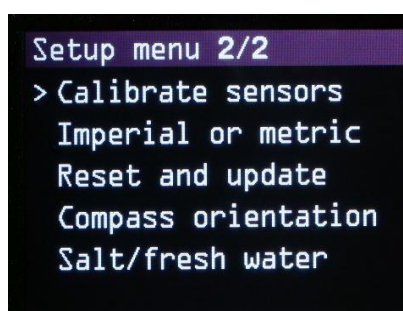 Setup menu 2/2
> Calibrate sensors
Imperial or metric
Reset and update
Compass orientation
Salt/fresh water